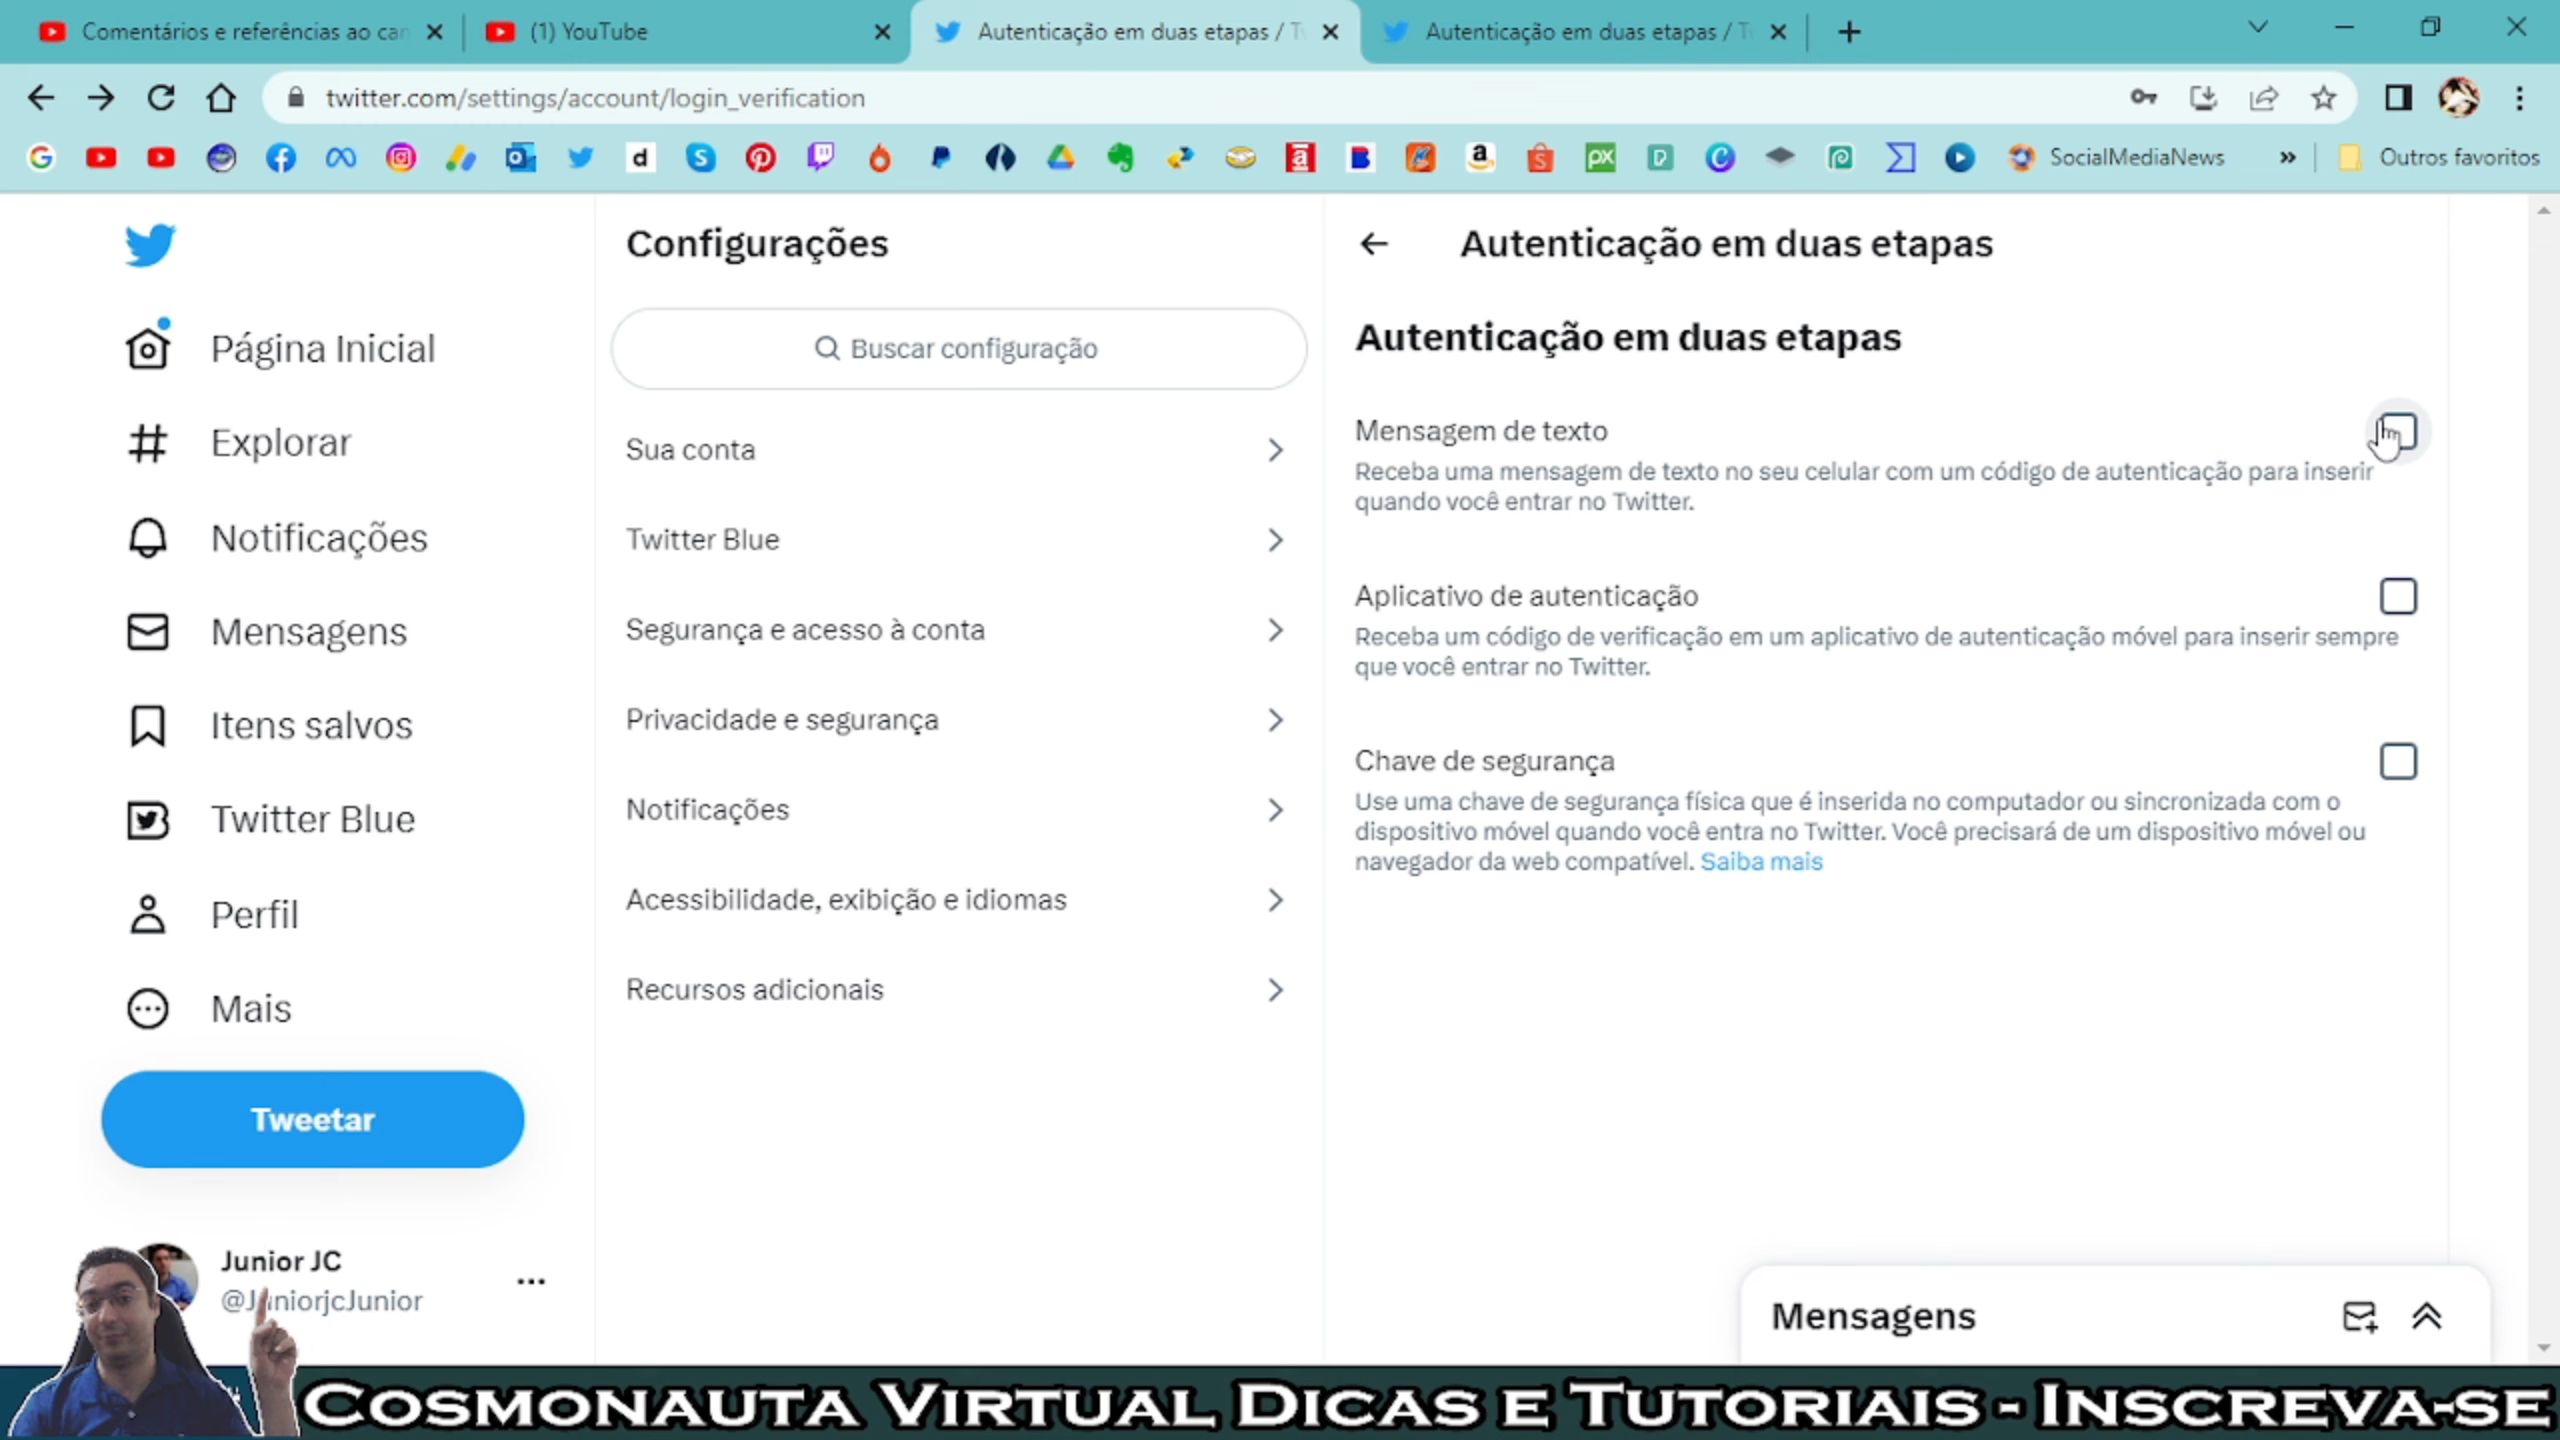 Comentários e referências ao can
(1) YouTube
Autenticação em duas etapas / T
Autenticação em duas etapas / T
twitter.com/settings/account/login_verification
SocialMediaNews
»
Outros favoritos
Configurações
Autenticação em duas etapas
Página Inicial
Explorar
Notificações
Mensagens
Itens salvos
Twitter Blue
Perfil
Mais
Tweetar
Junior JC
@JuniorjcJunior
Buscar configuração
Sua conta
Twitter Blue
Segurança e acesso à conta
Privacidade e segurança
Notificações
Acessibilidade, exibição e idiomas
Recursos adicionais
Autenticação em duas etapas
Mensagem de texto
Receba uma mensagem de texto no seu celular com um código de autenticação para inserir
quando você entrar no Twitter.
Aplicativo de autenticação
Receba um código de verificação em um aplicativo de autenticação móvel para inserir sempre
que você entrar no Twitter.
Chave de segurança
Use uma chave de segurança física que é inserida no computador ou sincronizada com o
dispositivo móvel quando você entra no Twitter. Você precisará de um dispositivo móvel ou
navegador da web compatível. Saiba mais
Mensagens
Cosmonauta Virtual Dicas e Tutoriais - Inscreva-se